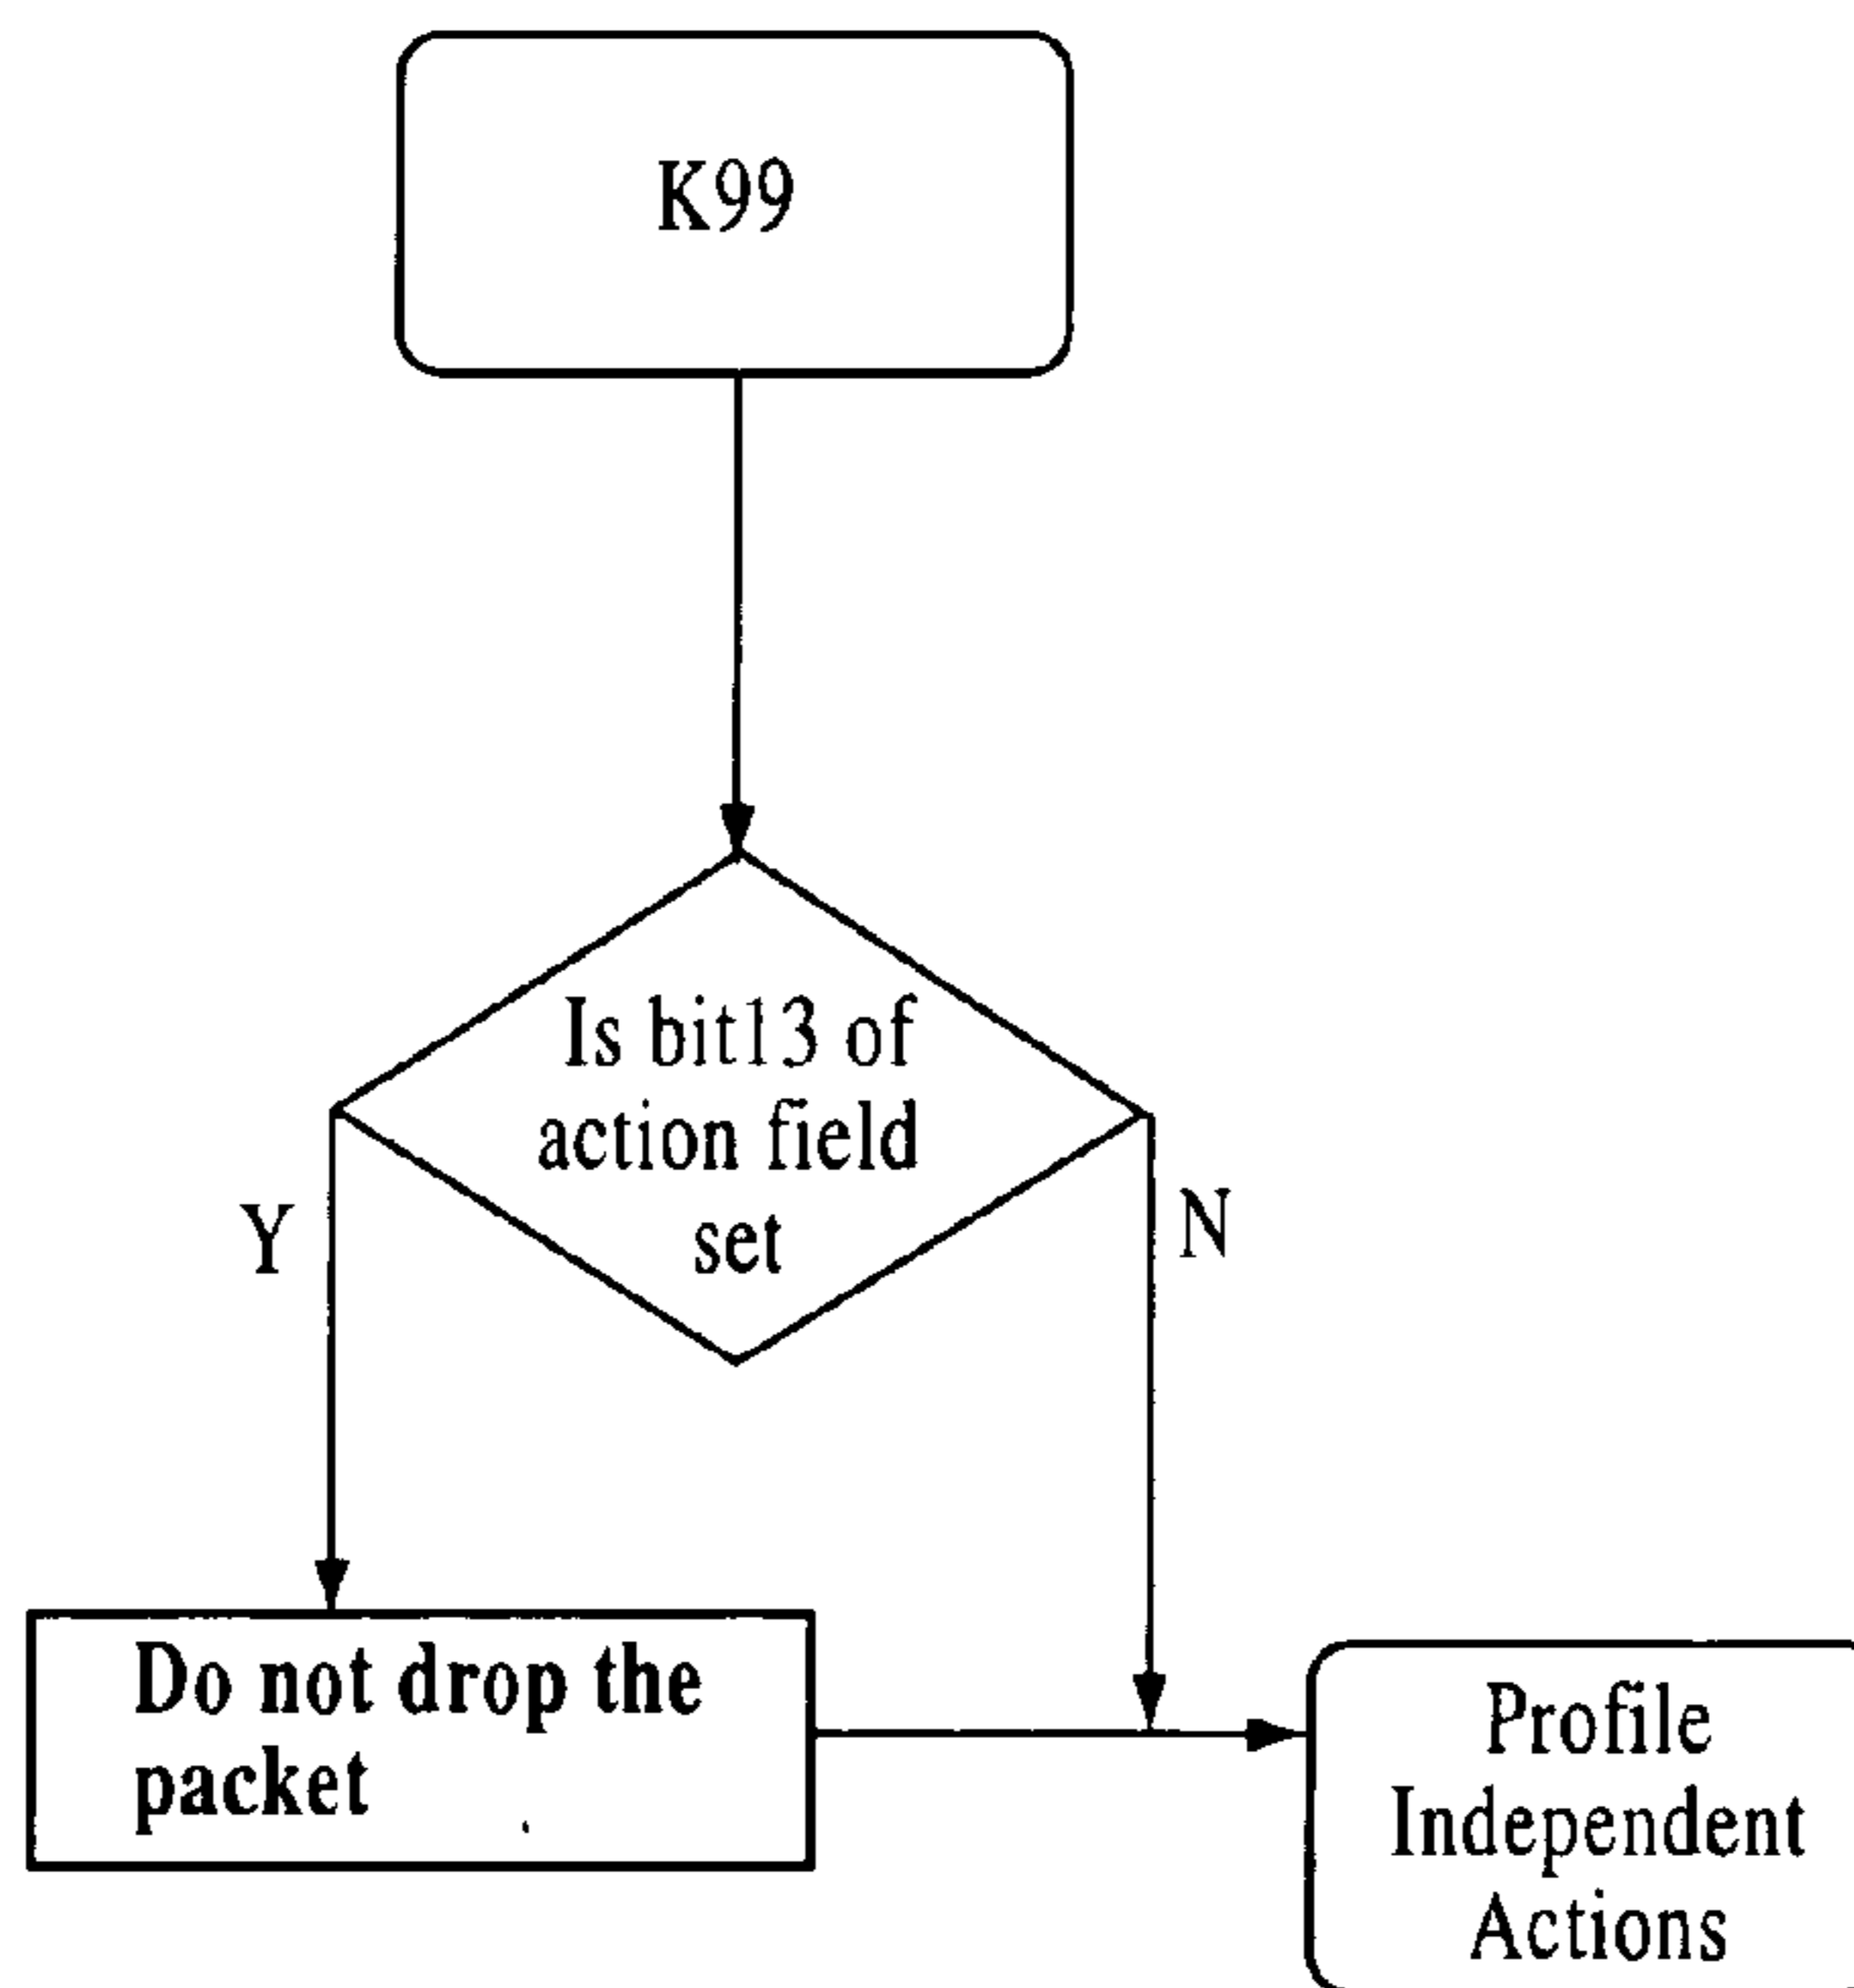 K99
Is bit13 of
action field
set
Y
N
Do not drop the
packet
Profile
Independent
Actions